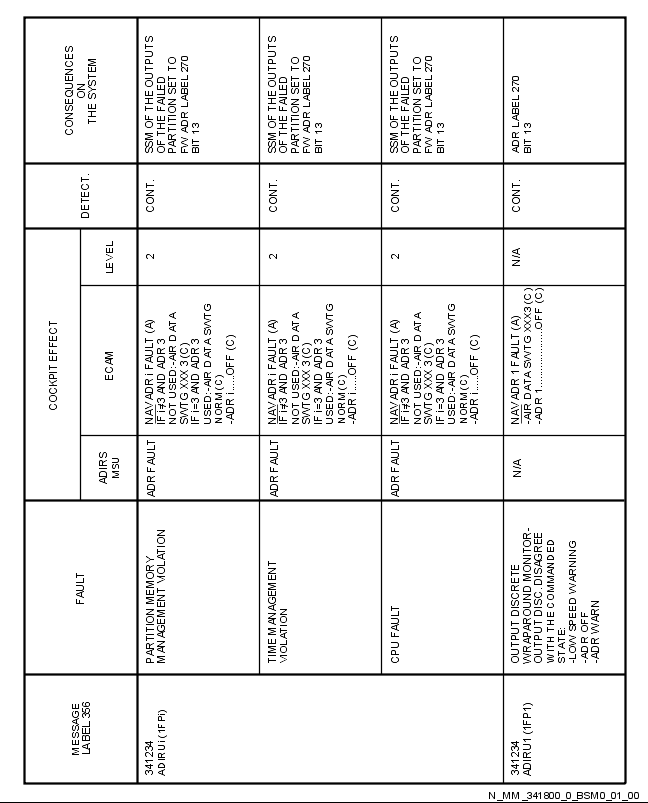 MESSAGE
LABEL 356
FAULT
COCKPIT EFFECT
ADIRS
MSU
ECAM
LEVEL
DETECT.
CONSEQUENCES
ON
THE SYSTEM
341234
ADIRU i (1FPi)
PARTITION MEMORY
MANAGEMENT VIOLATION
ADR FAULT
NAV ADR i FAULT (A)
IF i≠3 AND ADR 3
NOT USED:-AIR DATA
SWTG XXX 3 (C)
IF i=3 AND ADR 3
USED:-AIR DATA SWTG
NORM (C)
-ADR i.....OFF (C)
2
CONT.
SSM OF THE OUTPUTS
OF THE FAILED
PARTITION SET TO
FW ADR LABEL 270
BIT 13
TIME MANAGEMENT
VIOLATION
ADR FAULT
NAV ADR i FAULT (A)
IF i≠3 AND ADR 3
NOT USED:-AIR DATA
SWTG XXX 3 (C)
IF i=3 AND ADR 3
USED:-AIR DATA SWTG
NORM (C)
-ADR i.....OFF (C)
2
CONT.
SSM OF THE OUTPUTS
OF THE FAILED
PARTITION SET TO
FW ADR LABEL 270
BIT 13
CPU FAULT
ADR FAULT
NAV ADR i FAULT (A)
IF i≠3 AND ADR 3
NOT USED:-AIR DATA
SWTG XXX 3 (C)
IF i=3 AND ADR 3
USED:-AIR DATA SWTG
NORM (C)
-ADR i.....OFF (C)
2
CONT.
SSM OF THE OUTPUTS
OF THE FAILED
PARTITION SET TO
FW ADR LABEL 270
BIT 13
341234
ADIRU1 (1FP1)
OUTPUT DISCRETE
WRAPAROUND MONITOR-
OUTPUT DISC. DISAGREE
WITH THE COMMANDED
STATE:
-LOW SPEED WARNING
-ADR OFF
-ADR WARN
N/A
NAV ADR 1 FAULT (A)
-AIR DATA SWTG XXX3 (C)
-ADR 1................OFF (C)
N/A
CONT.
ADR LABEL 270
BIT 13
N_MM_341800_0_BSM0_01_00